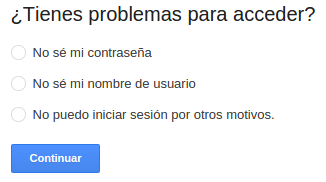 ¿Tienes problemas para acceder?
No sé mi contraseña
No sé mi nombre de usuario
No puedo iniciar sesión por otros motivos.
Continuar